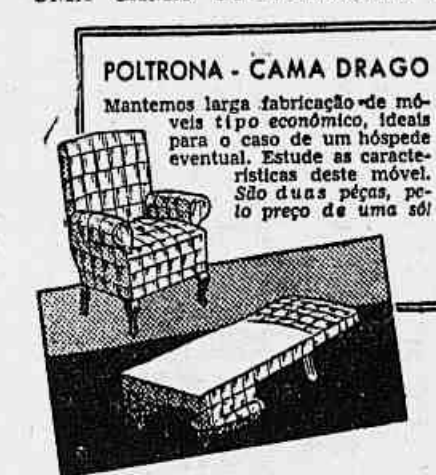 POLTRONA - CAMA DRAGO
Mantemos larga fabricação de mó-
veis tipo econômico, ideais
para o caso de um hóspede
eventual. Estude as caracte-
rísticas deste móvel.
São duas péças, pe-
lo preço de uma só!